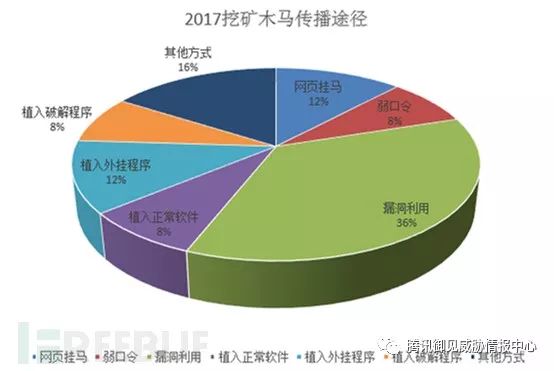 2017挖矿木马传播途径
其他方式
16%
网页挂马
12%
植入破解程序
8%
弱口令
8%
植入外挂程序
12%
漏洞利用
36%
植入正常软件
8%
FREEBUF
腾讯御见威胁情报中心
网页挂马 弱口令 漏洞利用 植入正常软件 植入外挂程序 植入破解程序 其他方式